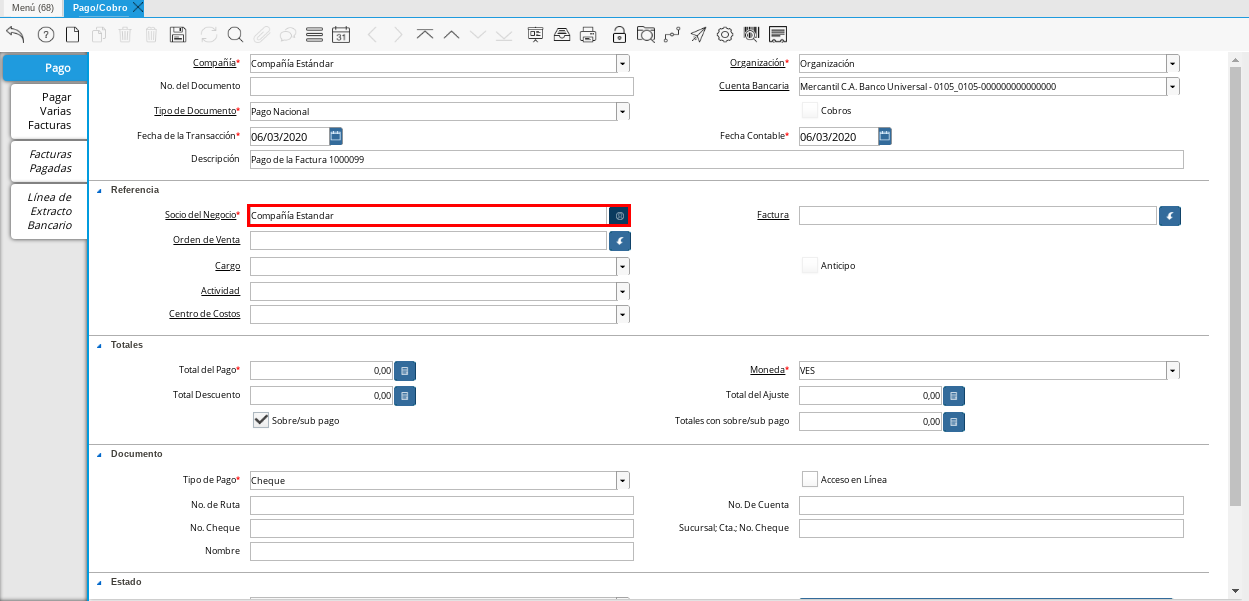 Menú (68) Pago/Cobro
31
Pago
Pagar
Varias
Facturas
Facturas
Pagadas
Línea de
Extracto
Bancario
Compañía* Compañía Estándar Organización* Organización
No. del Documento Cuenta Bancaria Mercantil C.A. Banco Universal - 0105_0105-000000000000000
Tipo de Documento* Pago Nacional Cobros
Fecha de la Transacción* 06/03/2020 Fecha Contable* 06/03/2020
Descripción Pago de la Factura 1000099
Referencia
Socio del Negocio* Compañía Estandar Factura
Orden de Venta
Cargo Anticipo
Actividad
Centro de Costos
Totales
Total del Pago* 0,00 Moneda* VES
Total Descuento 0,00 Total del Ajuste 0,00
Sobre/sub pago Totales con sobre/sub pago 0,00
Documento
Tipo de Pago* Cheque Acceso en Línea
No. de Ruta No. De Cuenta
No. Cheque Sucursal; Cta.; No. Cheque
Nombre
Estado